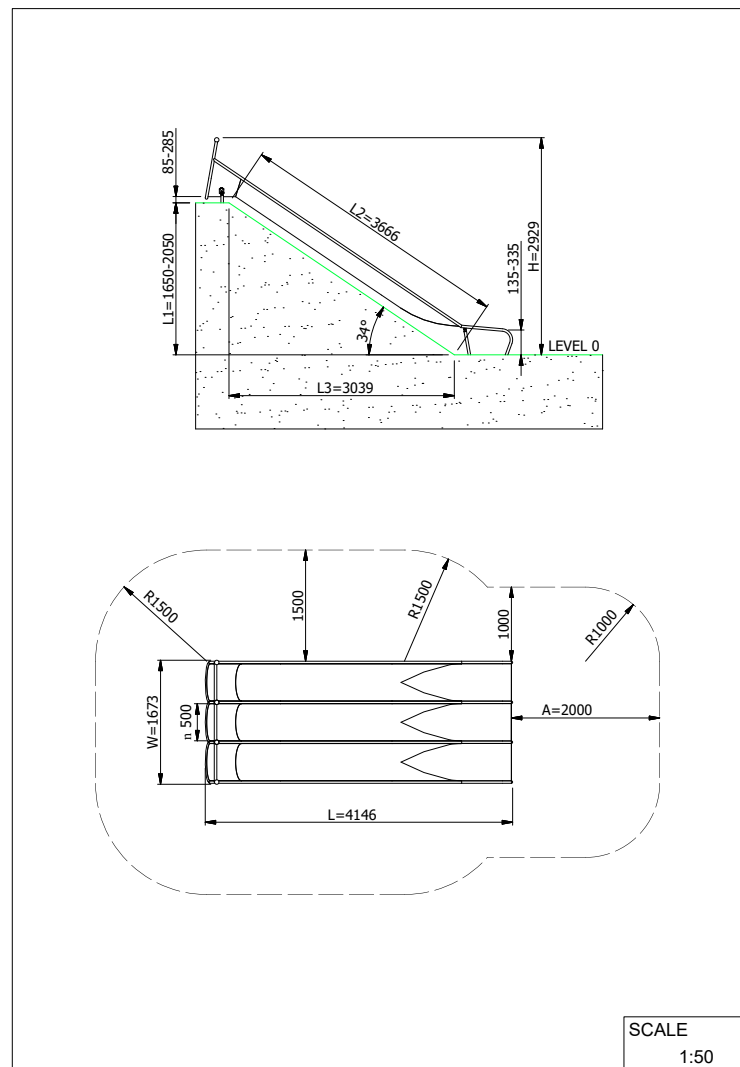 85-285
L1=1650-2050
L2=3666
34°
L3=3039
135-335
H=2929
LEVEL 0
R1500
1500
R1500
1000
R1000
W=1673
n 500
A=2000
L=4146
SCALE
1:50